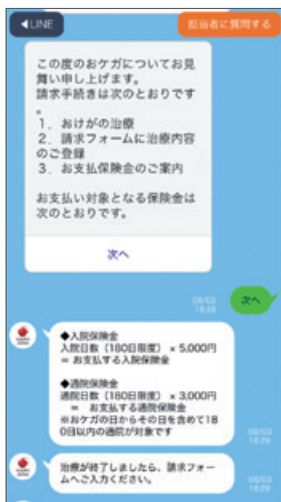 ◀LINE
担当者に質問する
この度のおケガについてお見
舞い申し上げます。
請求手続きは次のとおりです
。
1．おけがの治療
2．請求フォームに治療内容
のご登録
3．お支払保険金のご案内
お支払い対象となる保険金は
次のとおりです。
次へ
08/03
18:29
次へ
◆入院保険金
入院日数（180日限度）× 5,000円
＝ お支払する入院保険金
◆通院保険金
通院日数（180日限度）× 3,000円
＝ お支払する通院保険金
※おケガの日からその日を含めて18
0日以内の通院が対象です
08/03
18:29
治療が終了しましたら、請求フォー
ムへご入力ください。
08/03
18:29